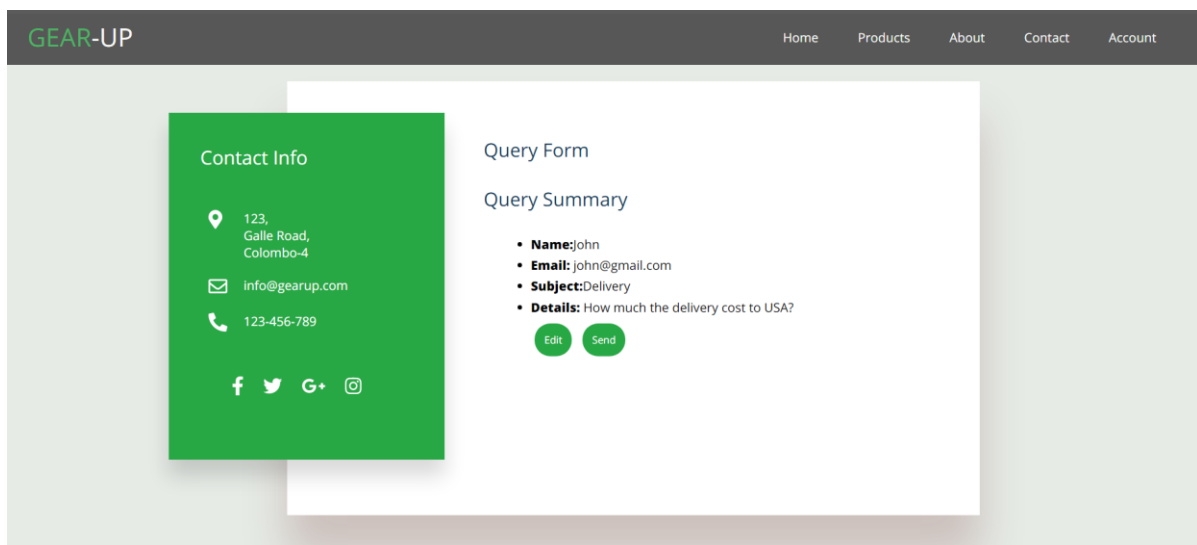 GEAR-UP
Home Products About Contact Account
Contact Info
123,
Galle Road,
Colombo-4
info@gearup.com
123-456-789
Query Form
Query Summary
• Name:John
• Email: john@gmail.com
• Subject:Delivery
• Details: How much the delivery cost to USA?
Edit Send